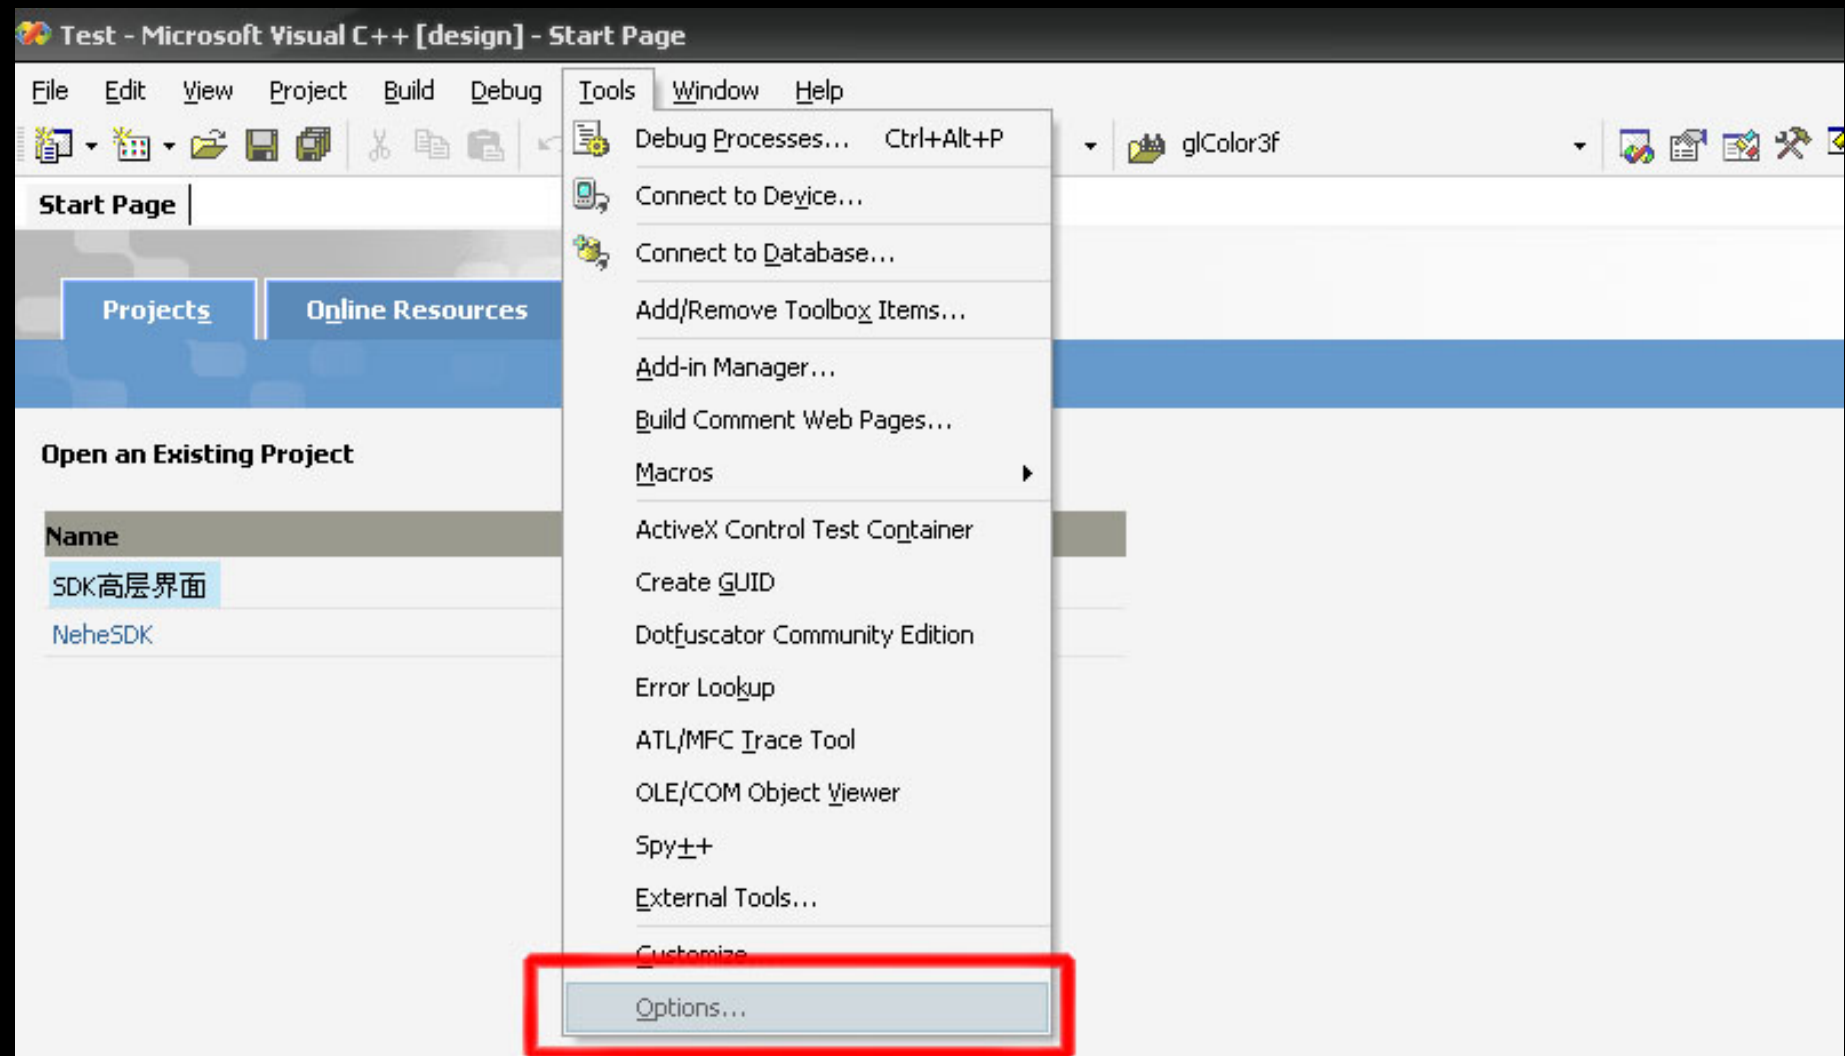 Test - Microsoft Visual C++ [design] - Start Page
File Edit View Project Build Debug Tools Window Help
glColor3f
Start Page
Projects Online Resources
Open an Existing Project
Name
SDK高层界面
NeheSDK
Debug Processes... Ctrl+Alt+P
Connect to Device...
Connect to Database...
Add/Remove Toolbox Items...
Add-in Manager...
Build Comment Web Pages...
Macros
ActiveX Control Test Container
Create GUID
Dotfuscator Community Edition
Error Lookup
ATL/MFC Trace Tool
OLE/COM Object Viewer
Spy++
External Tools...
Customize...
Options...